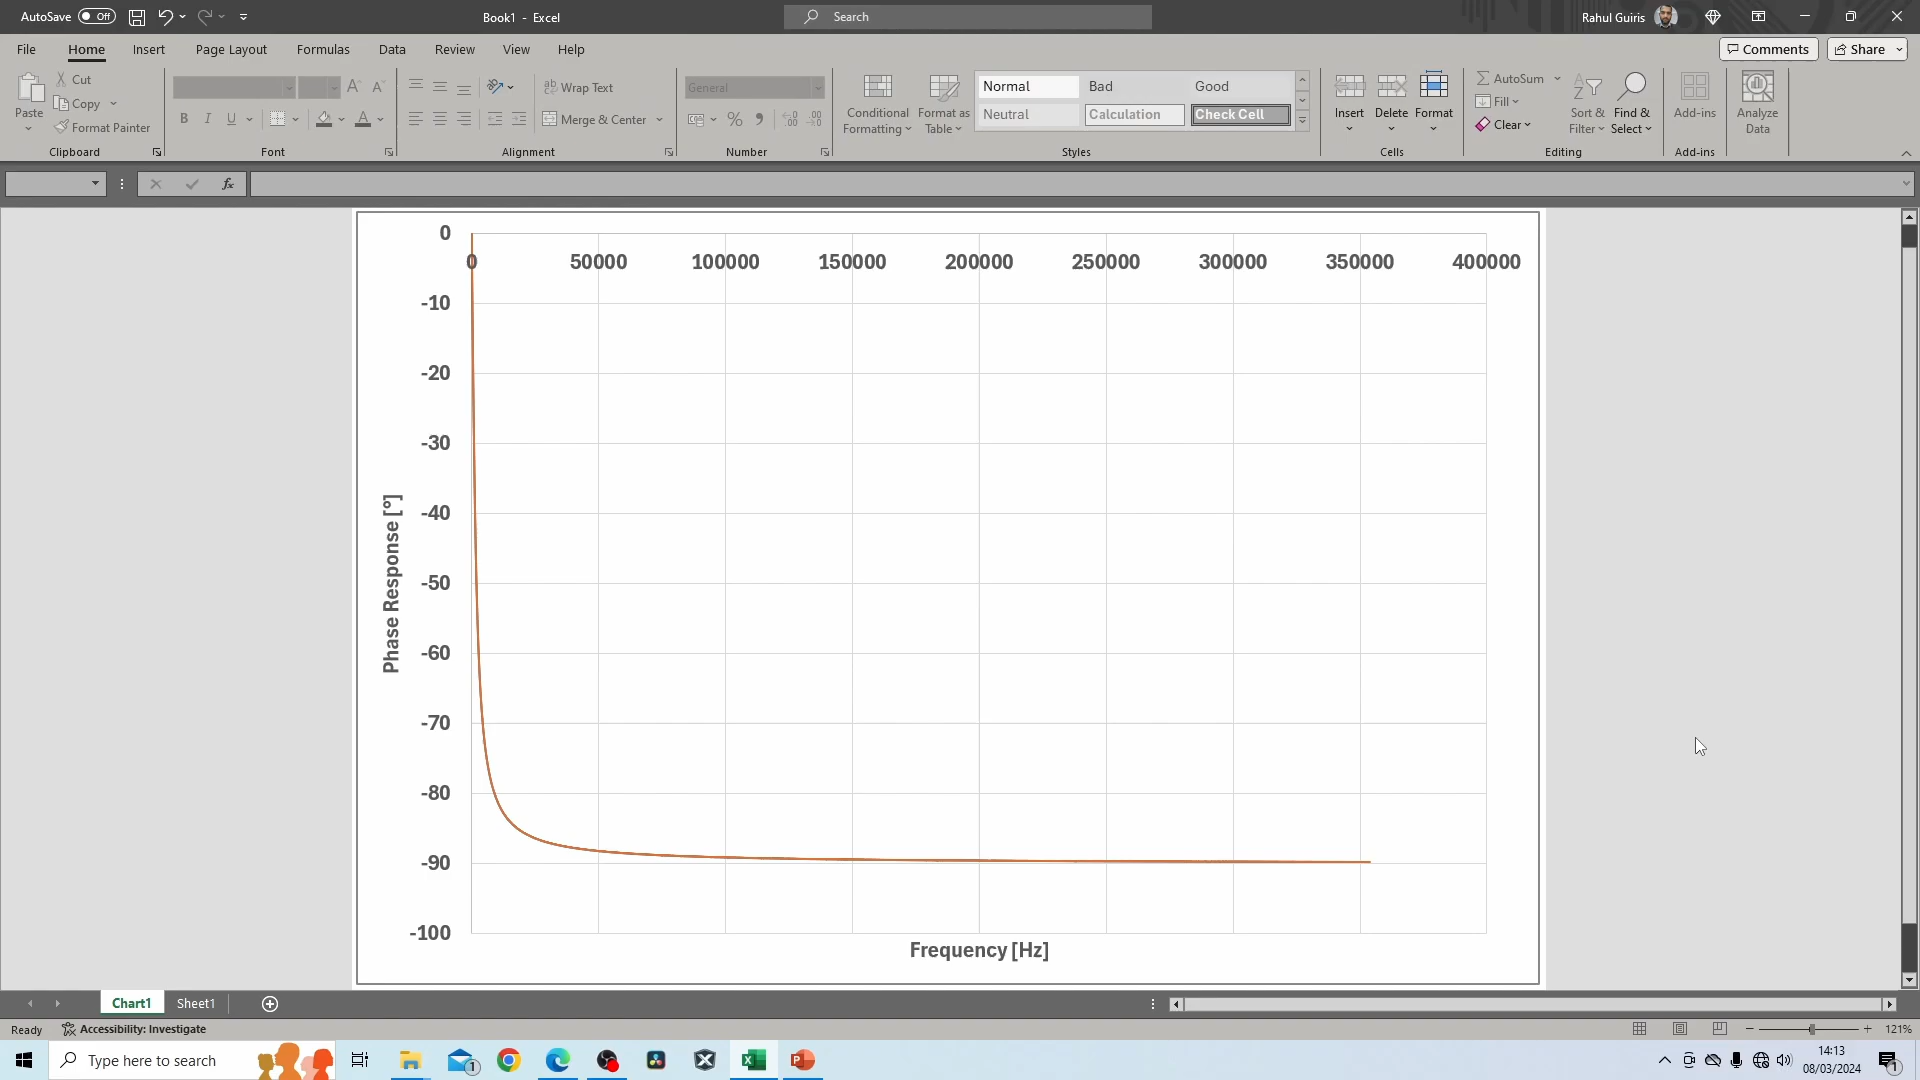 AutoSave Off Book1 - Excel Search Rahul Guiris
File Home Insert Page Layout Formulas Data Review View Help Comments Share
Paste Cut Copy Format Painter
Wrap Text Merge & Center
General
Conditional Formatting Format as Table
Normal Bad Good
Neutral Calculation Check Cell
Insert Delete Format
AutoSum Fill Clear
Sort & Filter Find & Select
Add-ins Analyze Data
Clipboard Font Alignment Number Styles Cells Editing Add-ins
fx
0
0 50000 100000 150000 200000 250000 300000 350000 400000
-10
-20
-30
-40
-50
-60
-70
-80
-90
-100
Phase Response [°]
Frequency [Hz]
Chart1 Sheet1
Ready Accessibility: Investigate 121%
Type here to search
14:13
08/03/2024